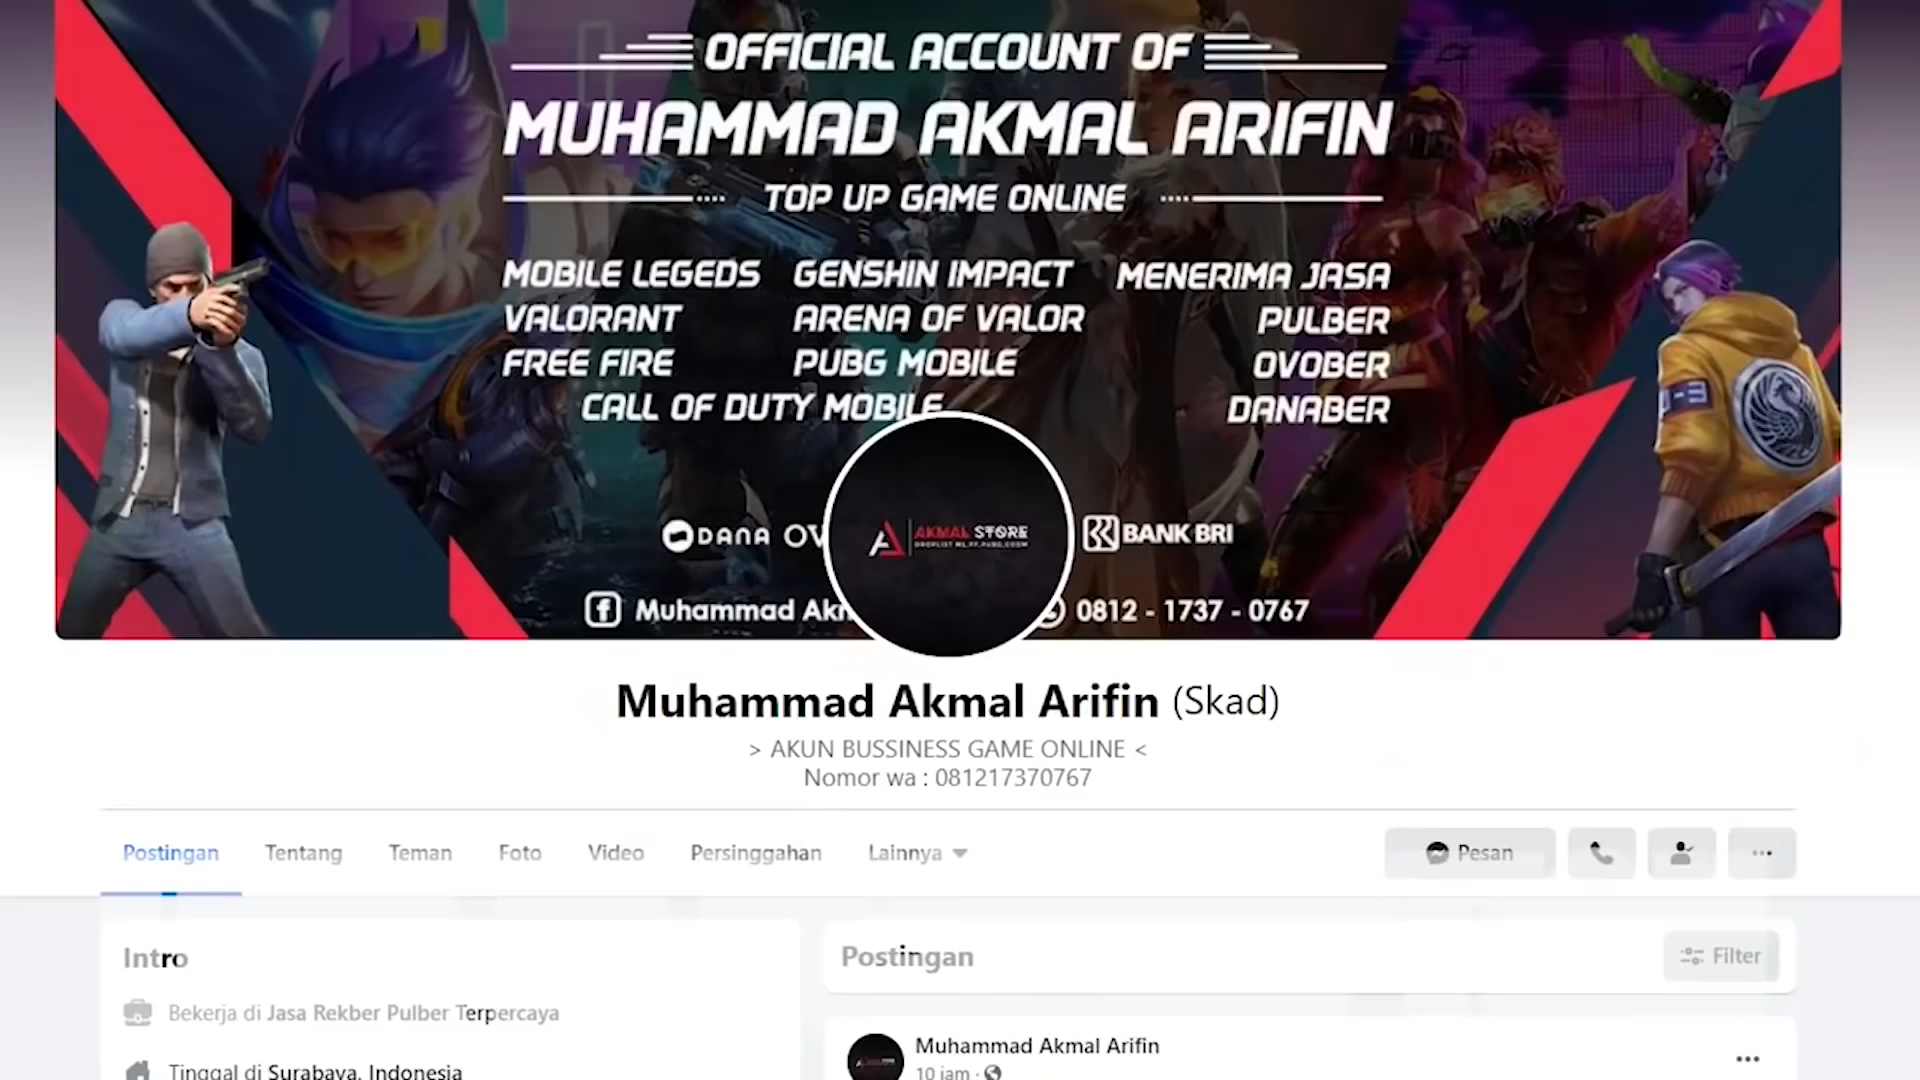 OFFICIAL ACCOUNT OF
MUHAMMAD AKMAL ARIFIN
TOP UP GAME ONLINE
MOBILE LEGEDS GENSHIN IMPACT MENERIMA JASA
VALORANT ARENA OF VALOR PULBER
FREE FIRE PUBG MOBILE OVOBER
CALL OF DUTY MOBILE DANABER
DANA OV BANK BRI
AKMAL STORE
Muhammad Akm 0812 - 1737 - 0767
Muhammad Akmal Arifin (Skad)
> AKUN BUSSINESS GAME ONLINE <
Nomor wa : 081217370767
Postingan Tentang Teman Foto Video Persinggahan Lainnya Pesan
Intro
Bekerja di Jasa Rekber Pulber Terpercaya
Tinggal di Surabaya, Indonesia
Postingan Filter
Muhammad Akmal Arifin
10 jam ·